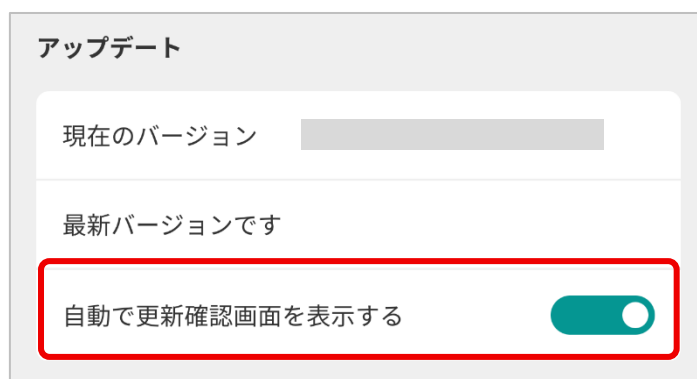 アップデート
現在のバージョン
最新バージョンです
自動で更新確認画面を表示する